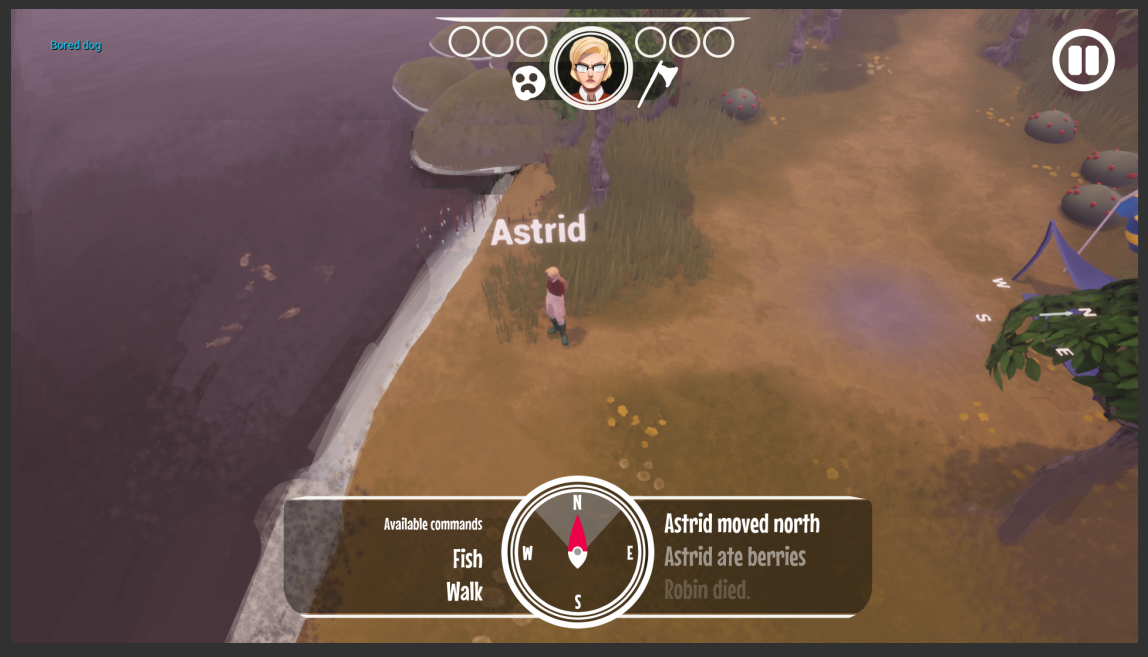 Bored dog
Astrid
W
S
N
E
Available commands
Fish
Walk
N
W
E
S
Astrid moved north
Astrid ate berries
Robin died.